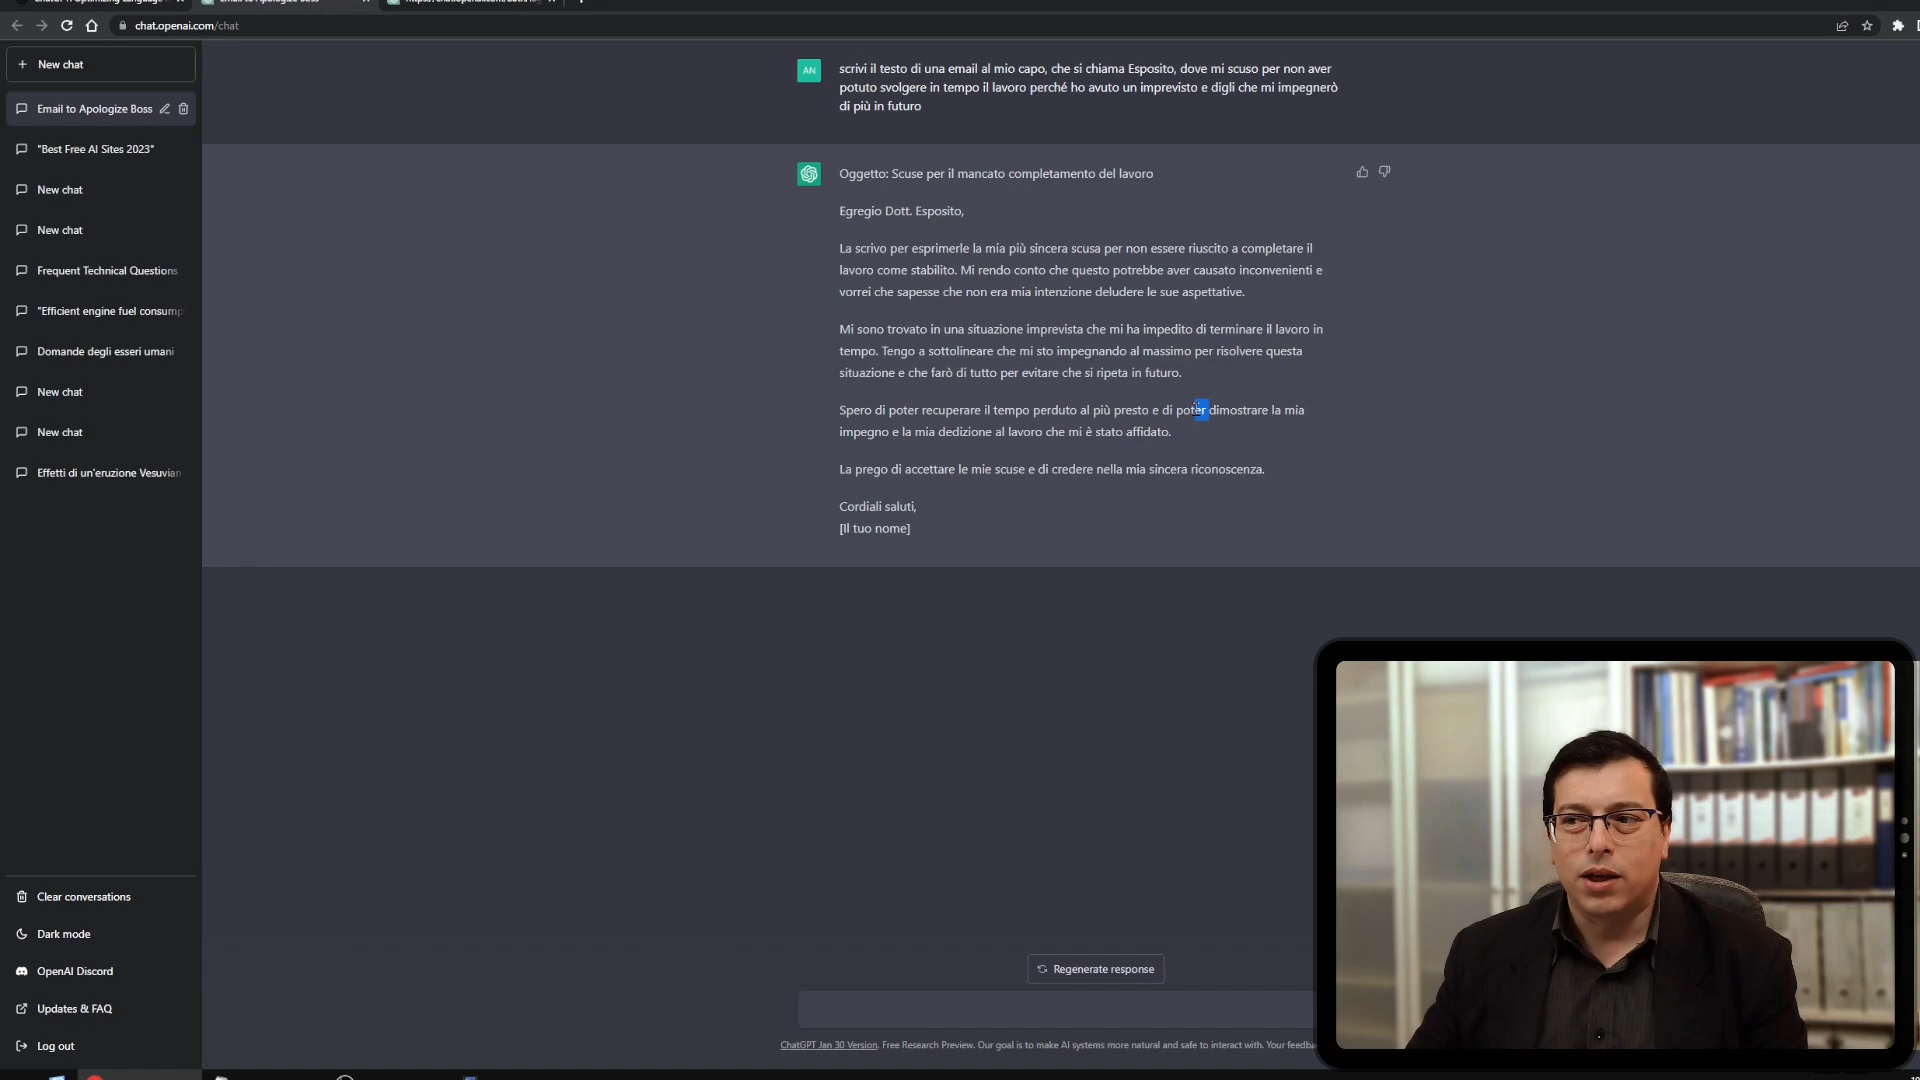 Email to Apologize Boss
chat.openai.com/chat
New chat
Email to Apologize Boss
"Best Free AI Sites 2023"
New chat
New chat
Frequent Technical Questions
"Efficient engine fuel consump
Domande degli esseri umani
New chat
New chat
Effetti di un'eruzione Vesuvian
Clear conversations
Dark mode
OpenAI Discord
Updates & FAQ
Log out
AN
scrivi il testo di una email al mio capo, che si chiama Esposito, dove mi scuso per non aver
potuto svolgere in tempo il lavoro perché ho avuto un imprevisto e digli che mi impegnerò
di più in futuro
Oggetto: Scuse per il mancato completamento del lavoro
Egregio Dott. Esposito,
La scrivo per esprimerle la mia più sincera scusa per non essere riuscito a completare il
lavoro come stabilito. Mi rendo conto che questo potrebbe aver causato inconvenienti e
vorrei che sapesse che non era mia intenzione deludere le sue aspettative.
Mi sono trovato in una situazione imprevista che mi ha impedito di terminare il lavoro in
tempo. Tengo a sottolineare che mi sto impegnando al massimo per risolvere questa
situazione e che farò di tutto per evitare che si ripeta in futuro.
Spero di poter recuperare il tempo perduto al più presto e di poter dimostrare la mia
impegno e la mia dedizione al lavoro che mi è stato affidato.
La prego di accettare le mie scuse e di credere nella mia sincera riconoscenza.
Cordiali saluti,
[Il tuo nome]
Regenerate response
ChatGPT Jan 30 Version. Free Research Preview. Our goal is to make AI systems more natural and safe to interact with. Your feedba